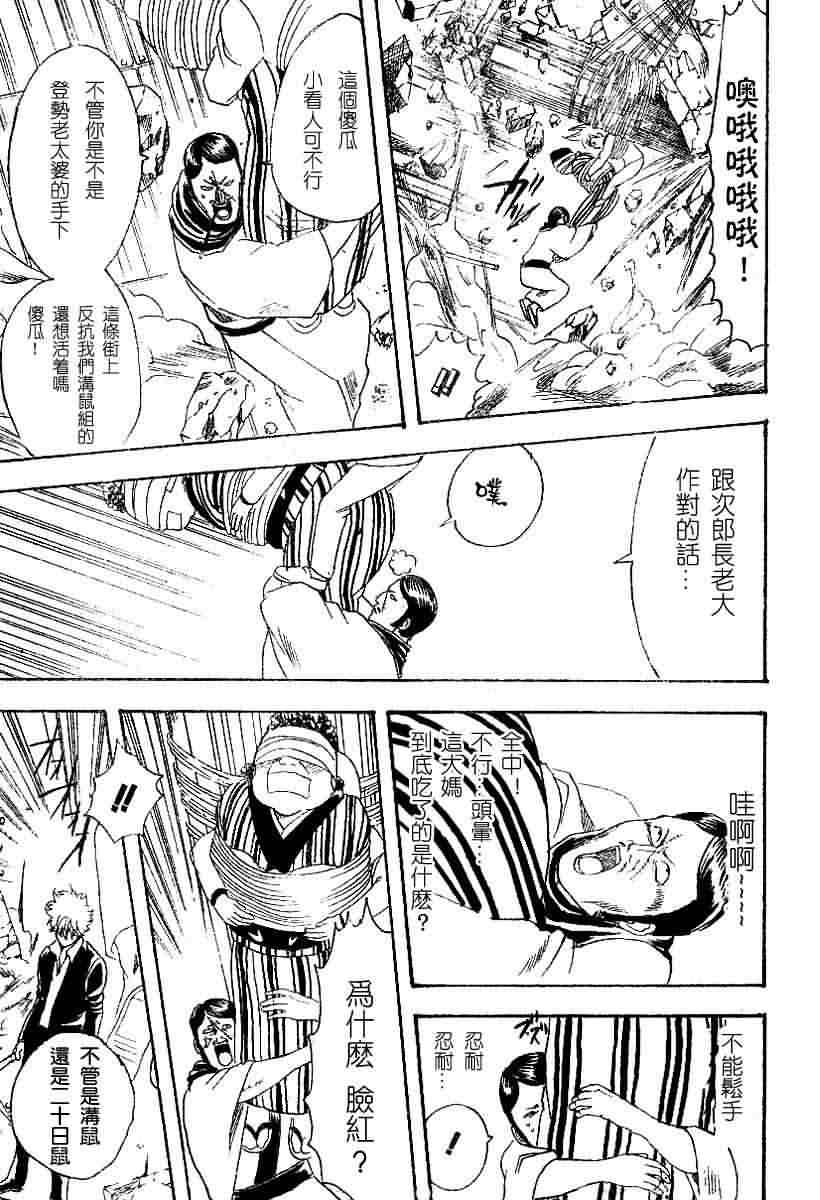 噢哦哦哦哦！
!!
這個傻瓜
小看人可不行
不管你是不是
登勢老太婆的手下
這條街上
反抗我們溝鼠組的
還想活着嗎
傻瓜！
跟次郎長老大
作對的話…
噗
哇啊啊~~~~
全中！
不行…頭暈…
這大媽
到底吃了的是什麽？
不能鬆手
忍耐
忍耐…
!
爲什麽 臉紅？
!!
不管是溝鼠
還是二十日鼠